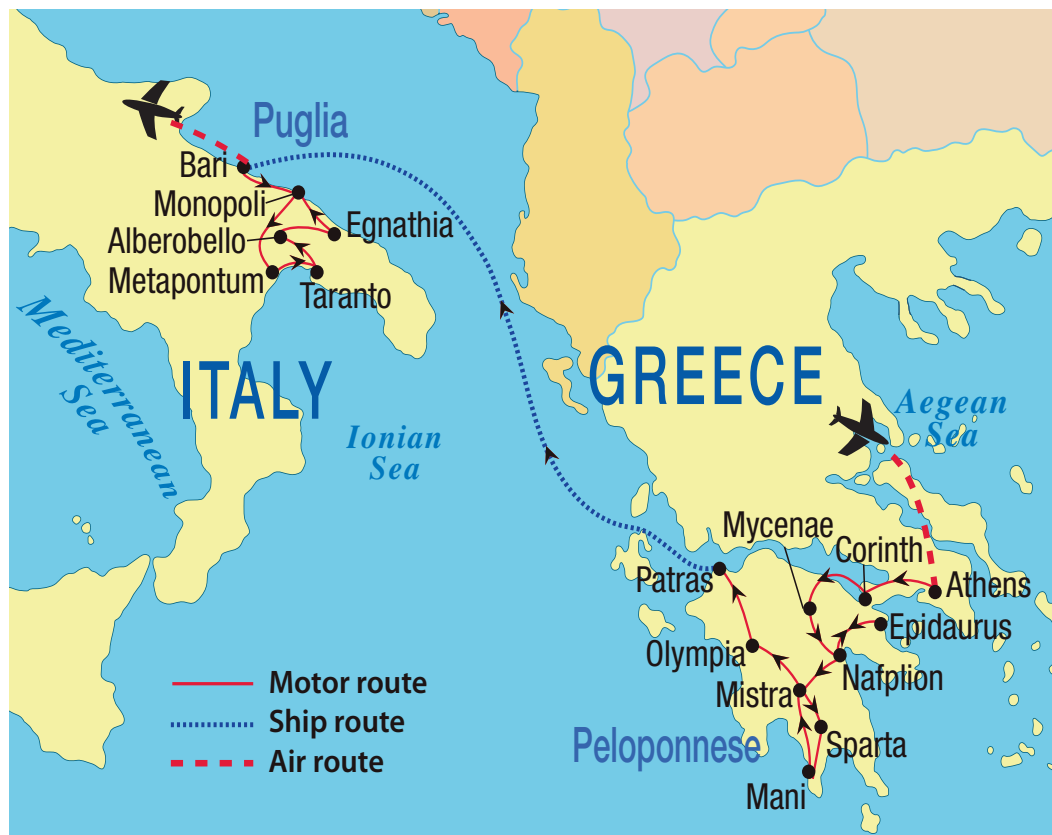 Puglia
Bari
Monopoli
Egnathia
Alberobello
Metapontum
Taranto
Mediterranean
Sea
ITALY
GREECE
Ionian
Sea
Aegean
Sea
Mycenae
Corinth
Patras
Athens
Epidaurus
Olympia
Nafplion
Mistra
Sparta
Peloponnese
Mani
Motor route
Ship route
Air route